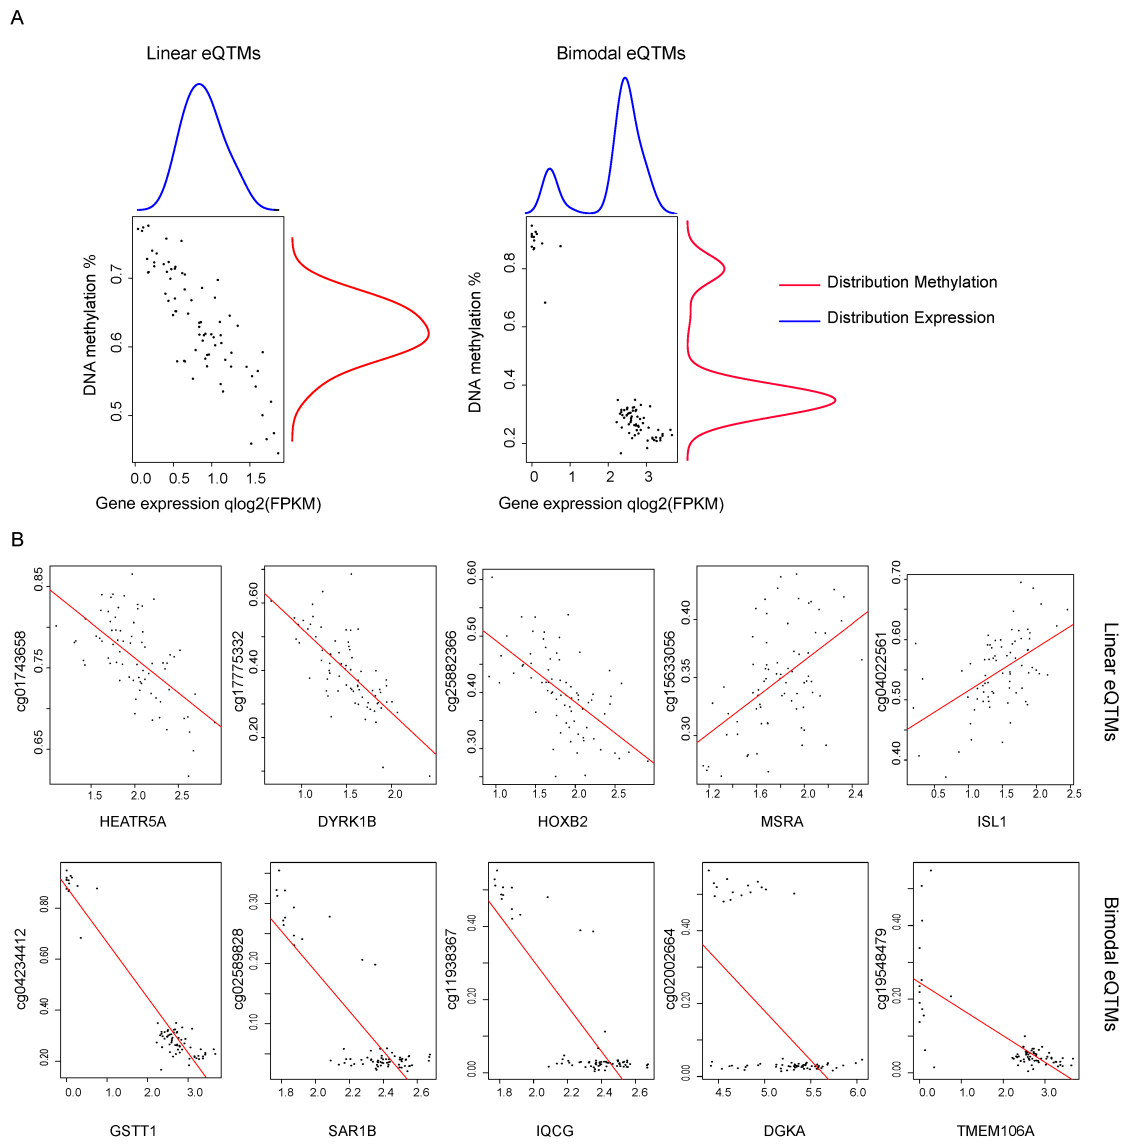 A
Linear eQTMs
Bimodal eQTMs
DNA methylation %
0.7
0.6
0.5
0.0 0.5 1.0 1.5
Gene expression qlog2(FPKM)
DNA methylation %
0.8
0.6
0.4
0.2
0 1 2 3
Gene expression qlog2(FPKM)
Distribution Methylation
Distribution Expression
B
cg01743658
0.85
0.75
0.65
1.5 2.0 2.5
HEATR5A
cg17775332
0.60
0.40
0.20
1.0 1.5 2.0
DYRK1B
cg25882366
0.60
0.50
0.40
0.30
1.0 1.5 2.0 2.5
HOXB2
cg15633056
0.40
0.35
0.30
1.2 1.6 2.0 2.4
MSRA
cg04022561
0.70
0.60
0.50
0.40
0.5 1.0 1.5 2.0 2.5
ISL1
Linear eQTMs
cg04234412
0.80
0.60
0.40
0.20
0.0 1.0 2.0 3.0
GSTT1
cg02589828
0.30
0.20
0.10
1.8 2.0 2.2 2.4 2.6
SAR1B
cg11938367
0.40
0.20
0.00
1.8 2.0 2.2 2.4 2.6
IQCG
cg02002664
0.40
0.20
0.00
4.5 5.0 5.5 6.0
DGKA
cg19548479
0.40
0.20
0.00
0.0 1.0 2.0 3.0
TMEM106A
Bimodal eQTMs